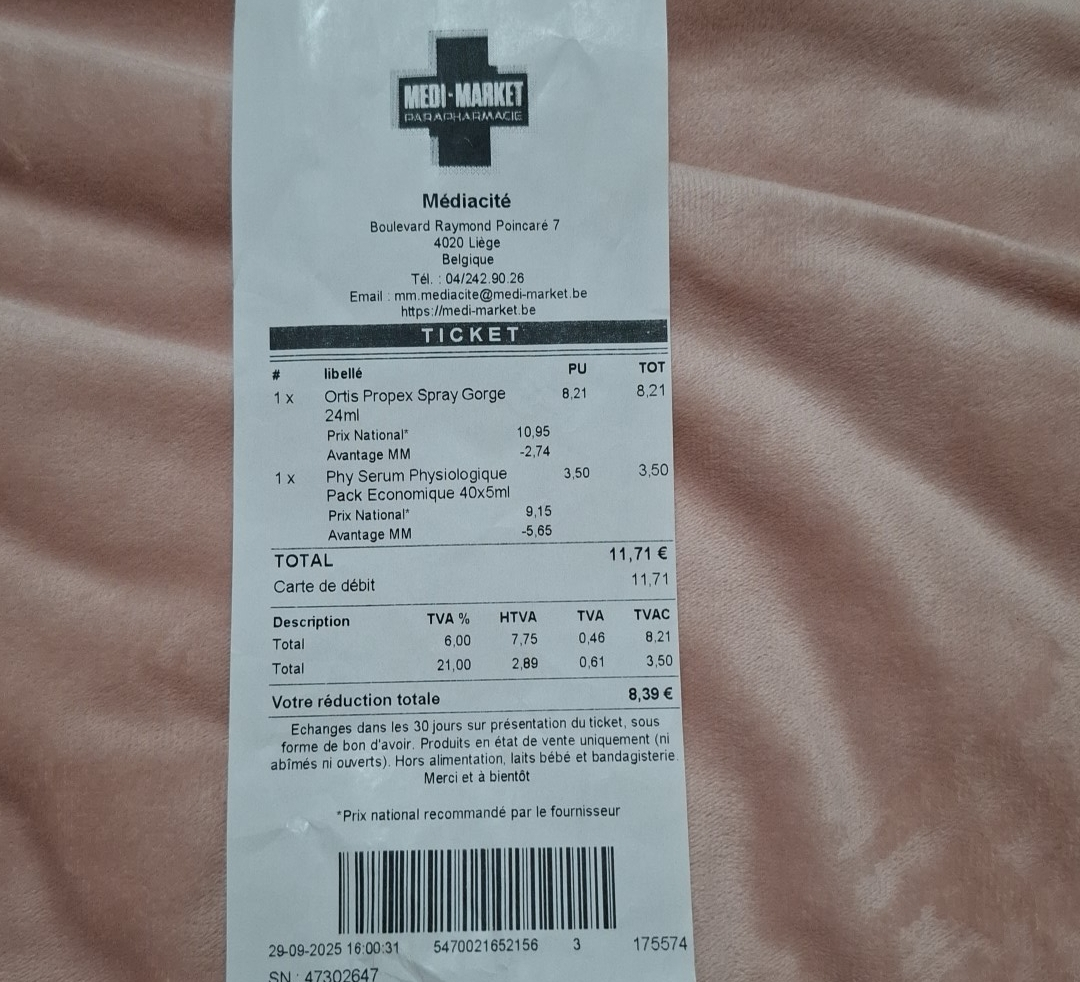 MEDI-MARKET
PARAPHARMACIE
Médiacité
Boulevard Raymond Poincaré 7
4020 Liège
Belgique
Tél. : 04/242.90.26
Email : mm.mediacite@medi-market.be
https://medi-market.be
TICKET
# libellé PU TOT
1 x Ortis Propex Spray Gorge 8,21 8,21
24ml
Prix National* 10,95
Avantage MM -2,74
1 x Phy Serum Physiologique 3,50 3,50
Pack Economique 40x5ml
Prix National* 9,15
Avantage MM -5,65
TOTAL 11,71 €
Carte de débit 11,71
Description TVA % HTVA TVA TVAC
Total 6,00 7,75 0,46 8,21
Total 21,00 2,89 0,61 3,50
Votre réduction totale 8,39 €
Echanges dans les 30 jours sur présentation du ticket, sous
forme de bon d'avoir. Produits en état de vente uniquement (ni
abîmés ni ouverts). Hors alimentation, laits bébé et bandagisterie.
Merci et à bientôt
*Prix national recommandé par le fournisseur
29-09-2025 16:00:31 5470021652156 3 175574
SN : 47302647